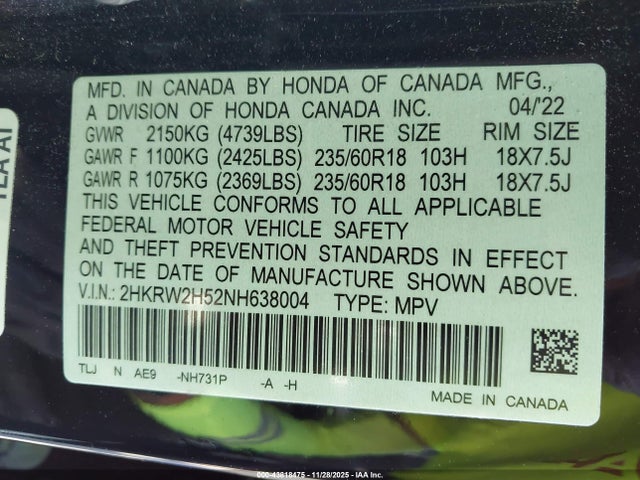 MFD. IN CANADA BY HONDA OF CANADA MFG.,
A DIVISION OF HONDA CANADA INC. 04/'22
GVWR 2150KG (4739LBS) TIRE SIZE RIM SIZE
GAWR F 1100KG (2425LBS) 235/60R18 103H 18X7.5J
GAWR R 1075KG (2369LBS) 235/60R18 103H 18X7.5J
THIS VEHICLE CONFORMS TO ALL APPLICABLE
FEDERAL MOTOR VEHICLE SAFETY
AND THEFT PREVENTION STANDARDS IN EFFECT
ON THE DATE OF MANUFACTURE SHOWN ABOVE.
V.I.N.: 2HKRW2H52NH638004 TYPE: MPV
TLJ N AE9 -NH731P -A -H
MADE IN CANADA
TLA A1
000-43818475 - 11/28/2025 - IAA Inc.